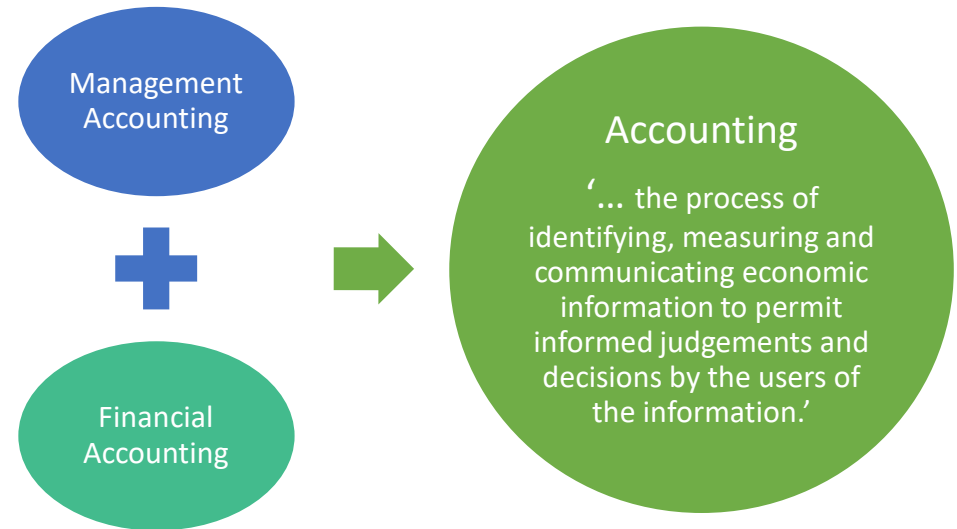 Management
Accounting
Financial
Accounting
Accounting
‘... the process of
identifying, measuring and
communicating economic
information to permit
informed judgements and
decisions by the users of
the information.’